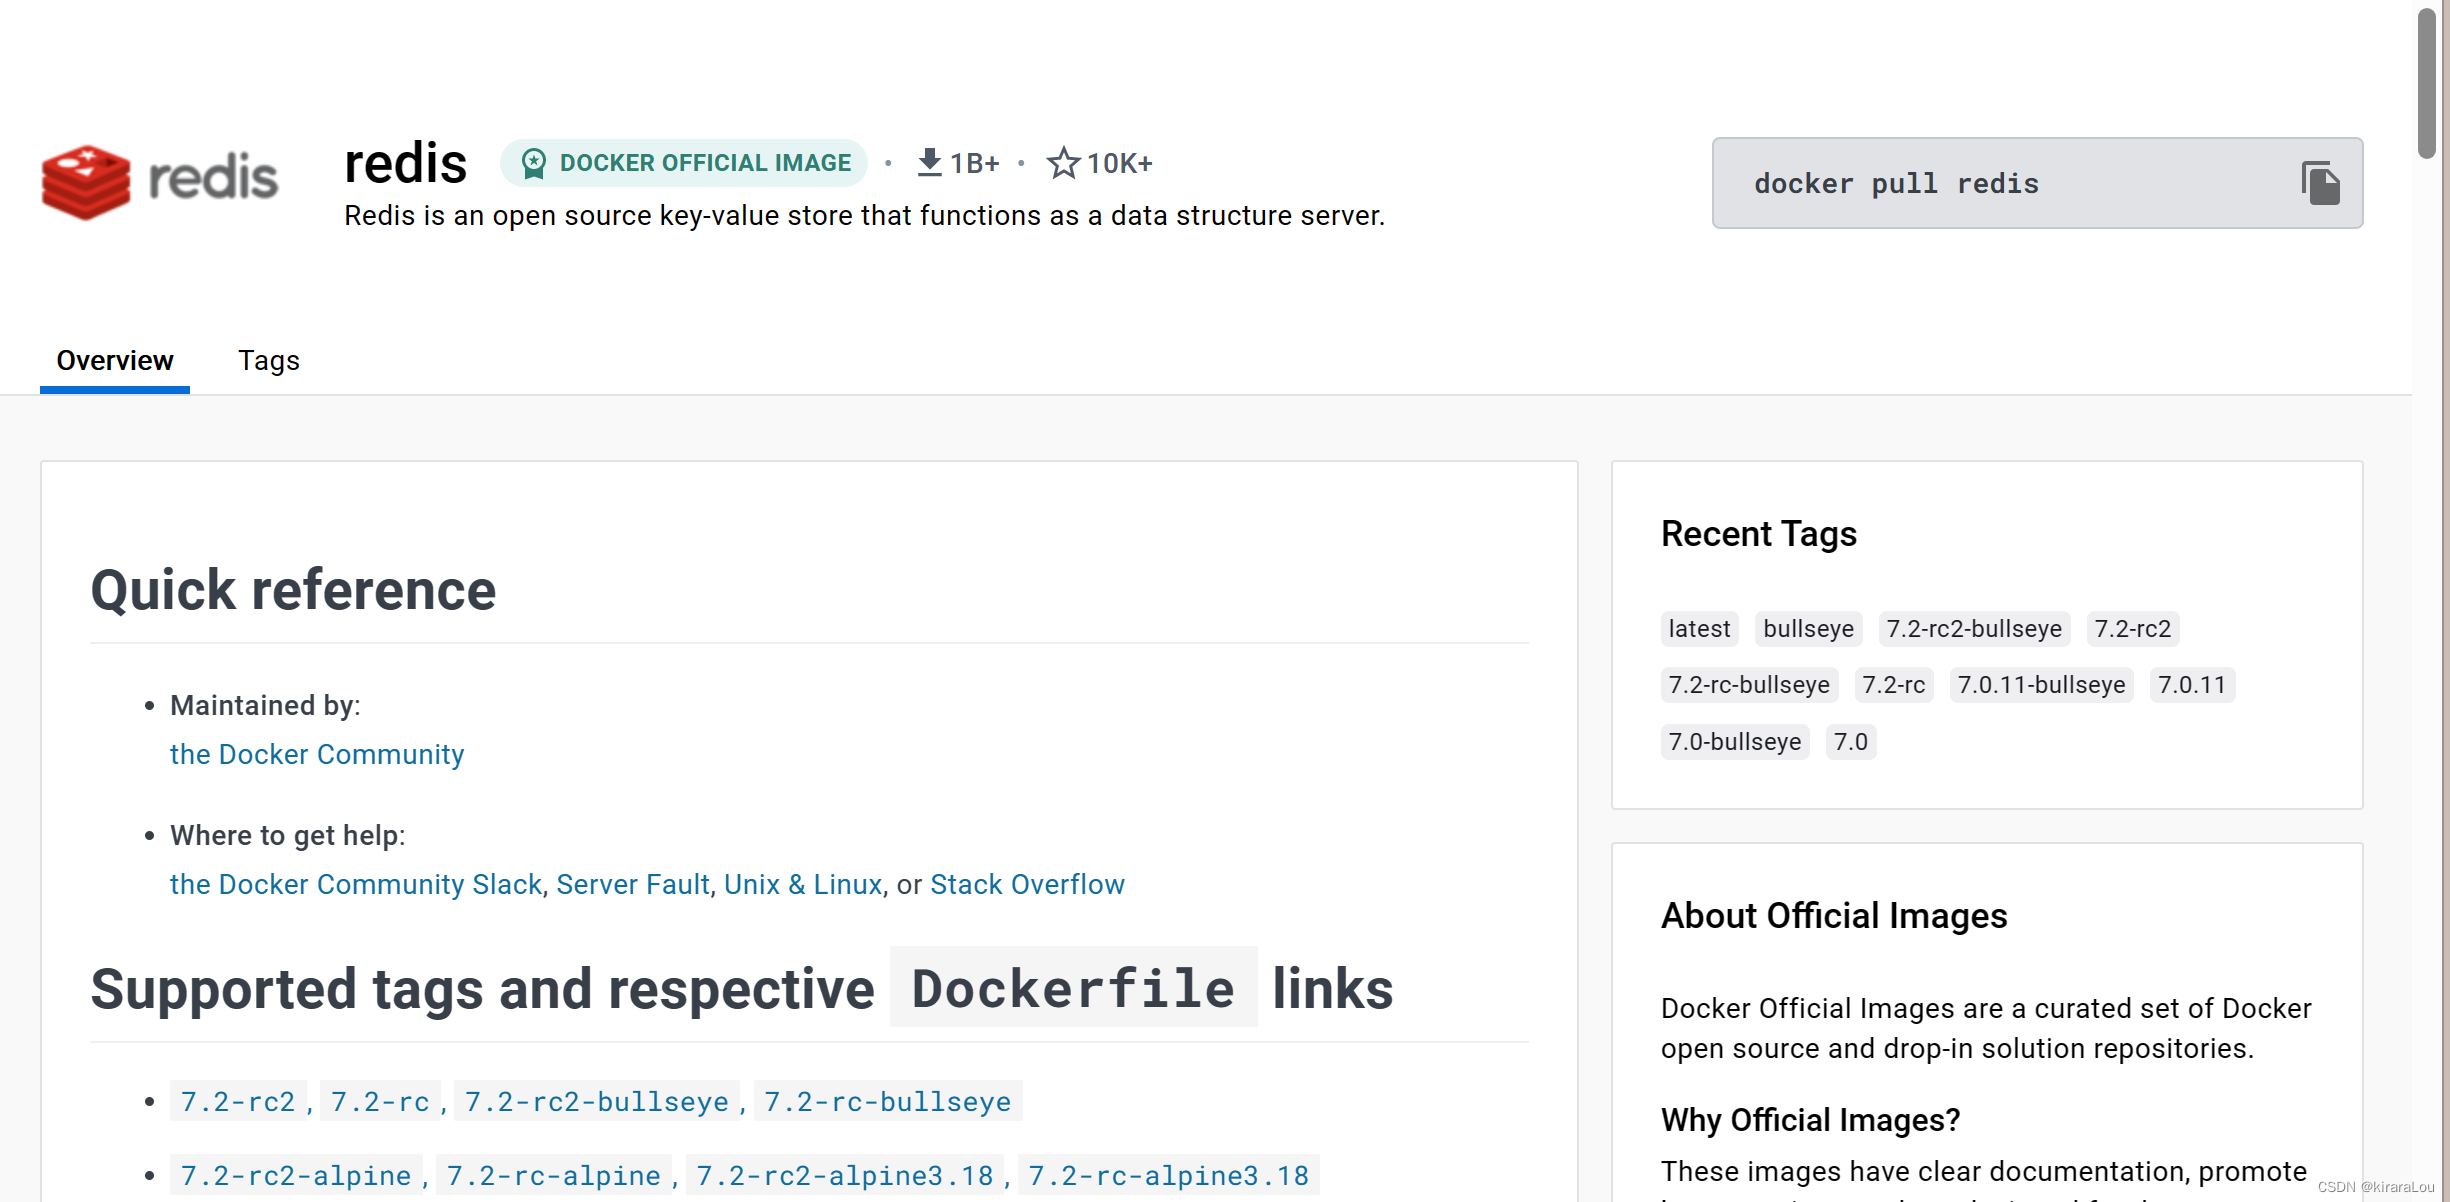 redis
redis DOCKER OFFICIAL IMAGE • 1B+ • 10K+
Redis is an open source key-value store that functions as a data structure server.
docker pull redis
Overview Tags
Quick reference
• Maintained by:
the Docker Community
• Where to get help:
the Docker Community Slack, Server Fault, Unix & Linux, or Stack Overflow
Supported tags and respective Dockerfile links
• 7.2-rc2, 7.2-rc, 7.2-rc2-bullseye, 7.2-rc-bullseye
• 7.2-rc2-alpine, 7.2-rc-alpine, 7.2-rc2-alpine3.18, 7.2-rc-alpine3.18
Recent Tags
latest bullseye 7.2-rc2-bullseye 7.2-rc2
7.2-rc-bullseye 7.2-rc 7.0.11-bullseye 7.0.11
7.0-bullseye 7.0
About Official Images
Docker Official Images are a curated set of Docker
open source and drop-in solution repositories.
Why Official Images?
These images have clear documentation, promote
CSDN @kiraraLou